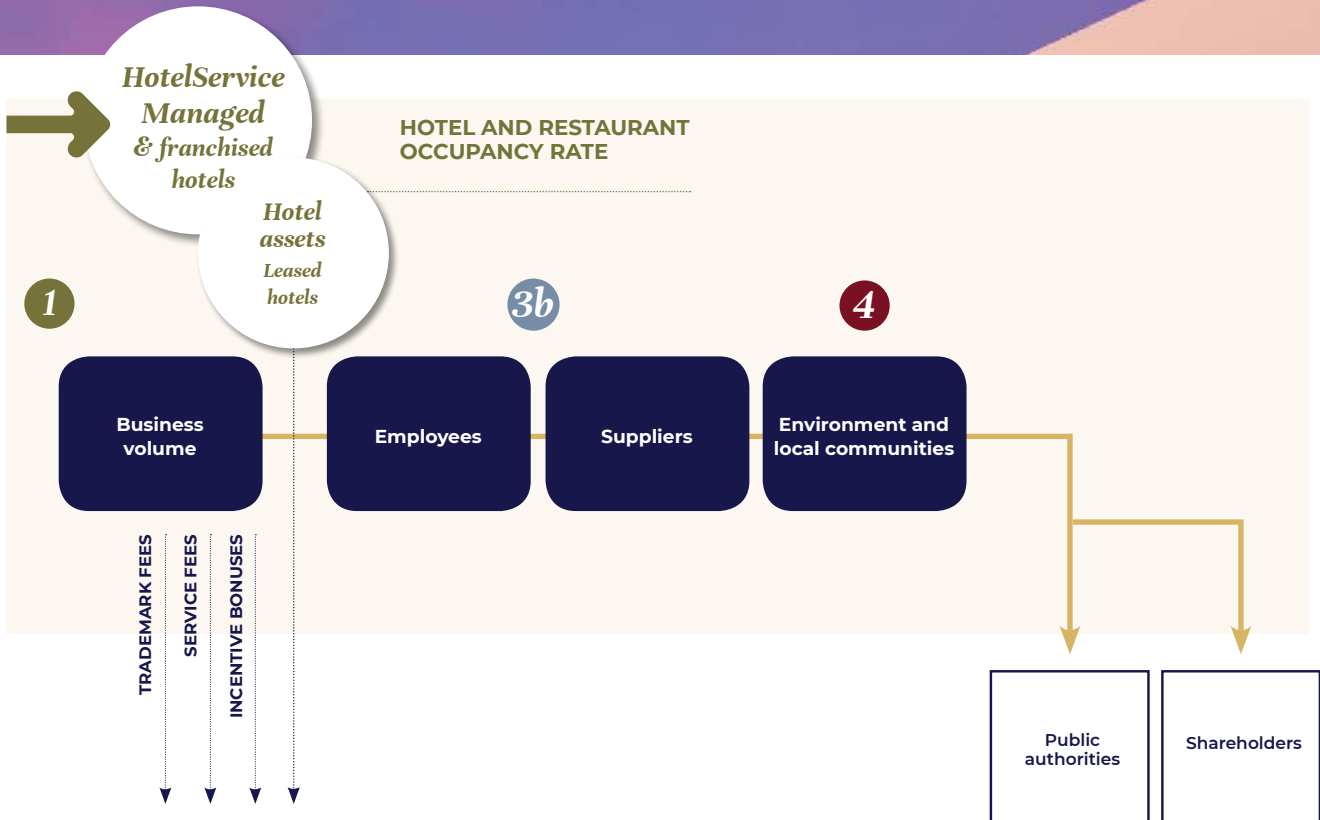 HotelService
Managed
& franchised
hotels
HOTEL AND RESTAURANT
OCCUPANCY RATE
Hotel
assets
Leased
hotels
1
3b
4
Business
volume
Employees
Suppliers
Environment and
local communities
TRADEMARK FEES
SERVICE FEES
INCENTIVE BONUSES
Public
authorities
Shareholders